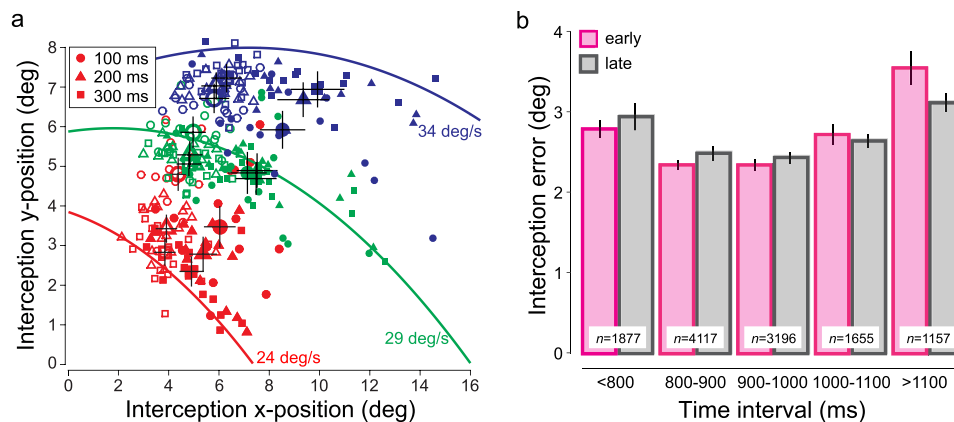 a
100 ms
200 ms
300 ms
Interception y-position (deg)
8
7
6
5
4
3
2
1
0
34 deg/s
29 deg/s
24 deg/s
0 2 4 6 8 10 12 14 16
Interception x-position (deg)
b
early
late
Interception error (deg)
4
3
2
1
0
n=1877 n=4117 n=3196 n=1655 n=1157
<800 800-900 900-1000 1000-1100 >1100
Time interval (ms)